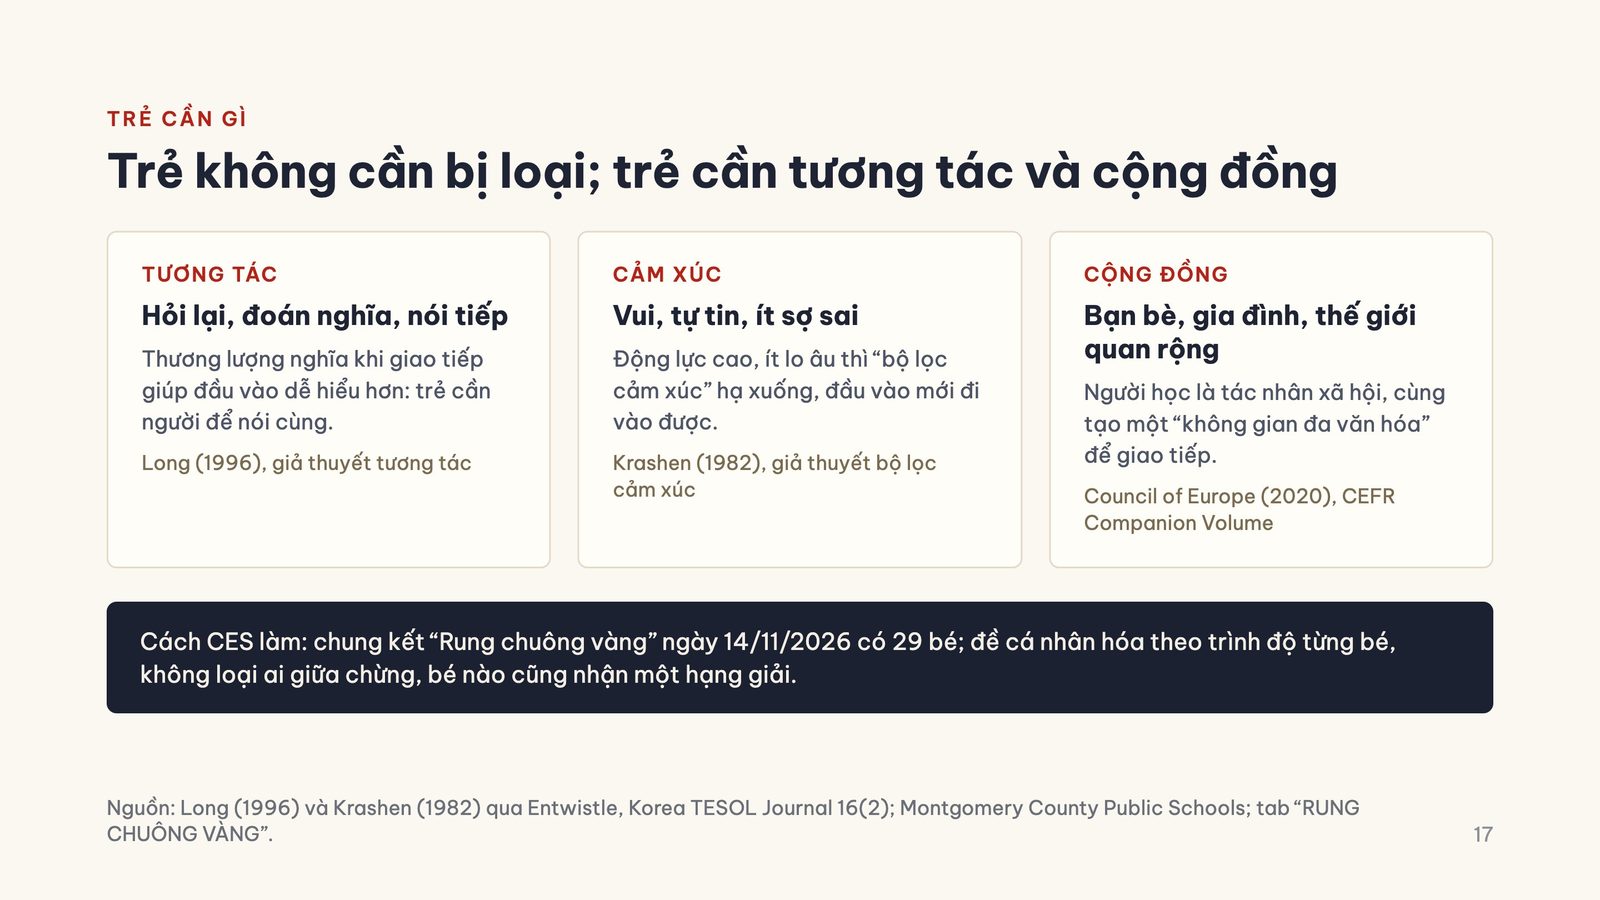 TRẺ CẦN GÌ
Trẻ không cần bị loại; trẻ cần tương tác và cộng đồng
TƯƠNG TÁC
Hỏi lại, đoán nghĩa, nói tiếp
Thương lượng nghĩa khi giao tiếp
giúp đầu vào dễ hiểu hơn: trẻ cần
người để nói cùng.
Long (1996), giả thuyết tương tác
CẢM XÚC
Vui, tự tin, ít sợ sai
Động lực cao, ít lo âu thì “bộ lọc
cảm xúc” hạ xuống, đầu vào mới đi
vào được.
Krashen (1982), giả thuyết bộ lọc
cảm xúc
CỘNG ĐỒNG
Bạn bè, gia đình, thế giới
quan rộng
Người học là tác nhân xã hội, cùng
tạo một “không gian đa văn hóa”
để giao tiếp.
Council of Europe (2020), CEFR
Companion Volume
Cách CES làm: chung kết “Rung chuông vàng” ngày 14/11/2026 có 29 bé; đề cá nhân hóa theo trình độ từng bé,
không loại ai giữa chừng, bé nào cũng nhận một hạng giải.
Nguồn: Long (1996) và Krashen (1982) qua Entwistle, Korea TESOL Journal 16(2); Montgomery County Public Schools; tab “RUNG
CHUÔNG VÀNG”.
17